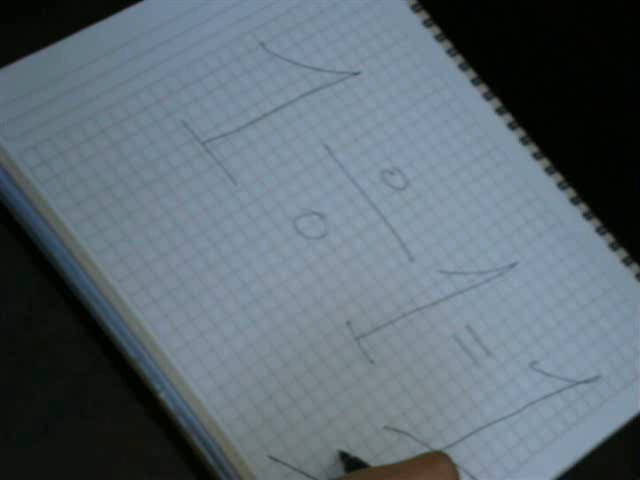 1 ÷ 1 = 1